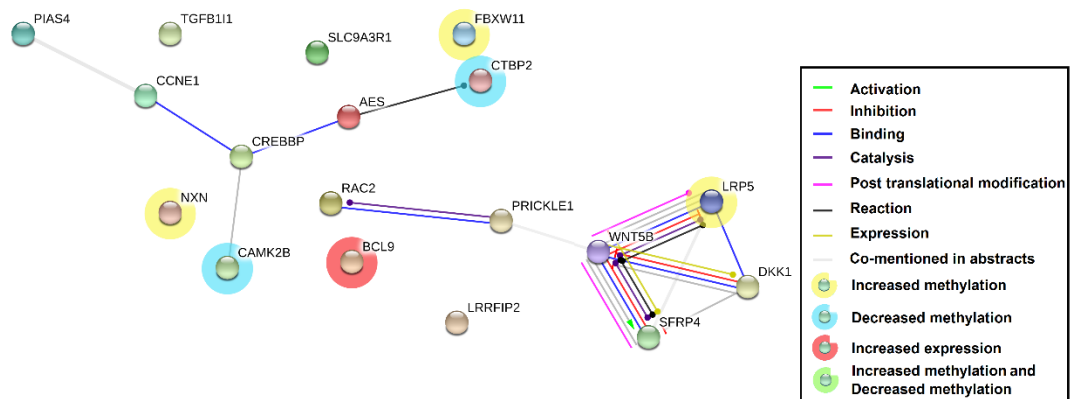 PIAS4
TGFB1I1
SLC9A3R1
FBXW11
CTBP2
CCNE1
AES
CREBBP
NXN
RAC2
PRICKLE1
LRP5
WNT5B
CAMK2B
BCL9
DKK1
LRRFIP2
SFRP4
Activation
Inhibition
Binding
Catalysis
Post translational modification
Reaction
Expression
Co-mentioned in abstracts
Increased methylation
Decreased methylation
Increased expression
Increased methylation and
Decreased methylation